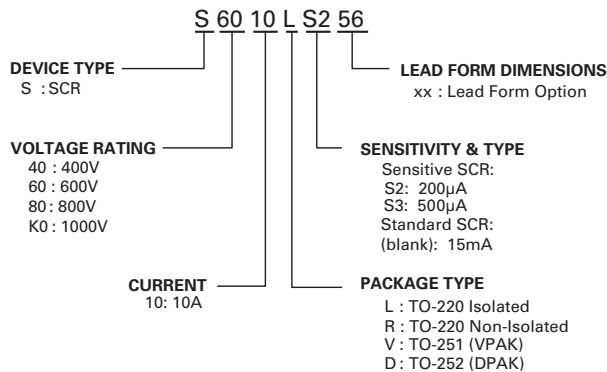 S 60 10 L S2 56
DEVICE TYPE
S : SCR
VOLTAGE RATING
40 : 400V
60 : 600V
80 : 800V
K0 : 1000V
CURRENT
10: 10A
LEAD FORM DIMENSIONS
xx : Lead Form Option
SENSITIVITY & TYPE
Sensitive SCR:
S2: 200µA
S3: 500µA
Standard SCR:
(blank): 15mA
PACKAGE TYPE
L : TO-220 Isolated
R : TO-220 Non-Isolated
V : TO-251 (VPAK)
D : TO-252 (DPAK)